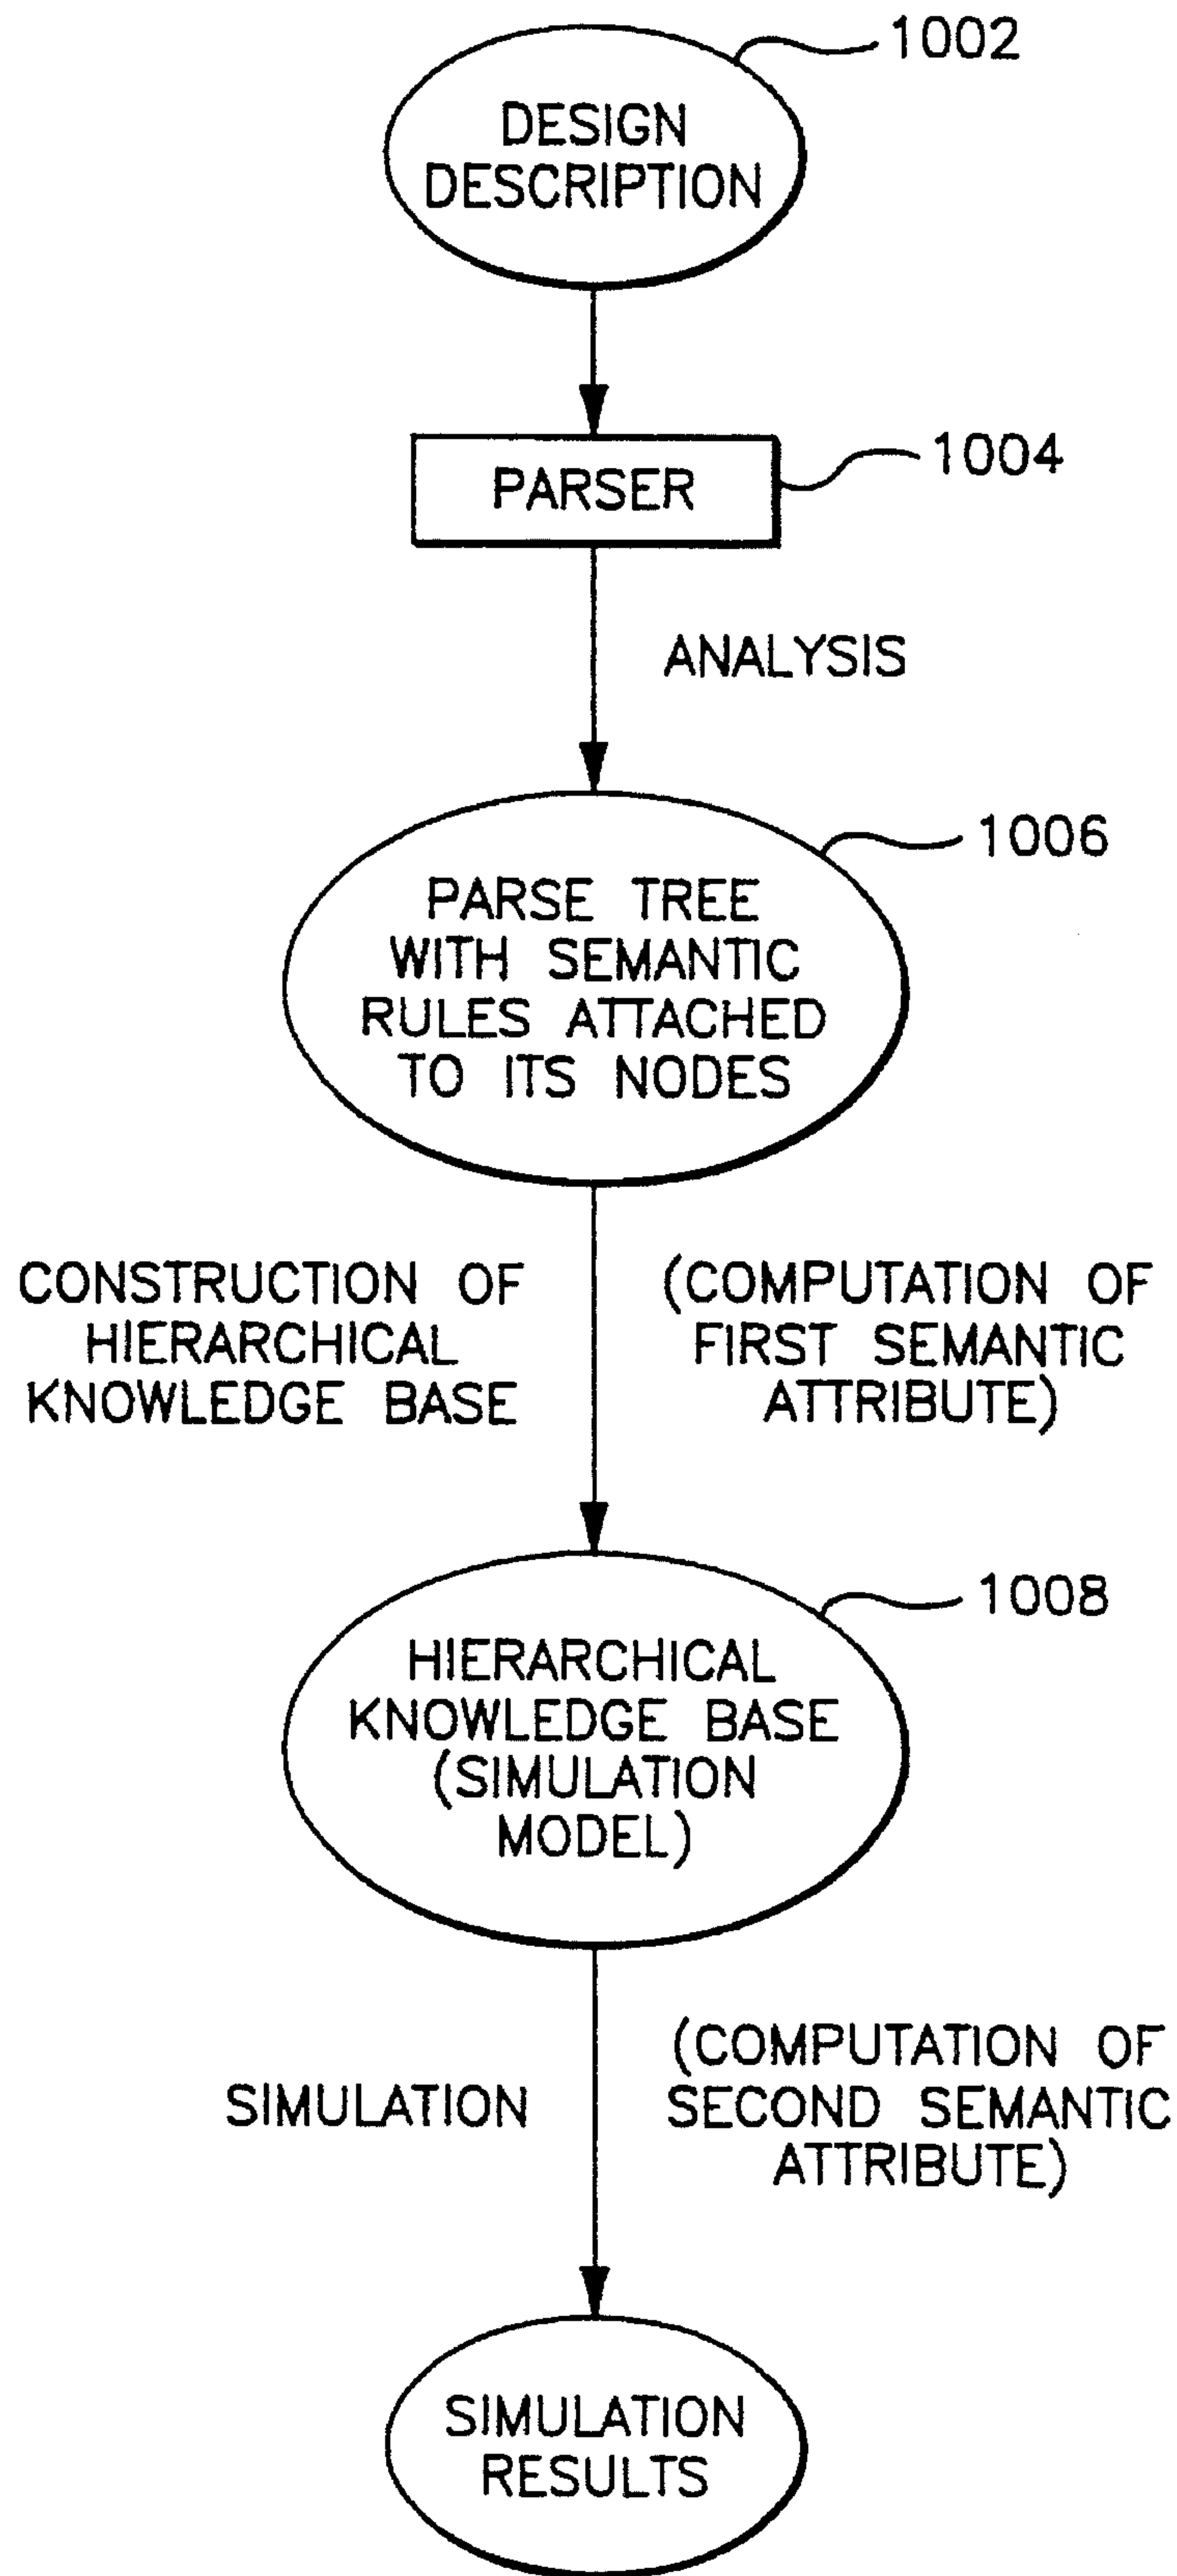 1002
DESIGN
DESCRIPTION
1004
PARSER
ANALYSIS
1006
PARSE TREE
WITH SEMANTIC
RULES ATTACHED
TO ITS NODES
CONSTRUCTION OF
HIERARCHICAL
KNOWLEDGE BASE
(COMPUTATION OF
FIRST SEMANTIC
ATTRIBUTE)
1008
HIERARCHICAL
KNOWLEDGE BASE
(SIMULATION
MODEL)
SIMULATION
(COMPUTATION OF
SECOND SEMANTIC
ATTRIBUTE)
SIMULATION
RESULTS